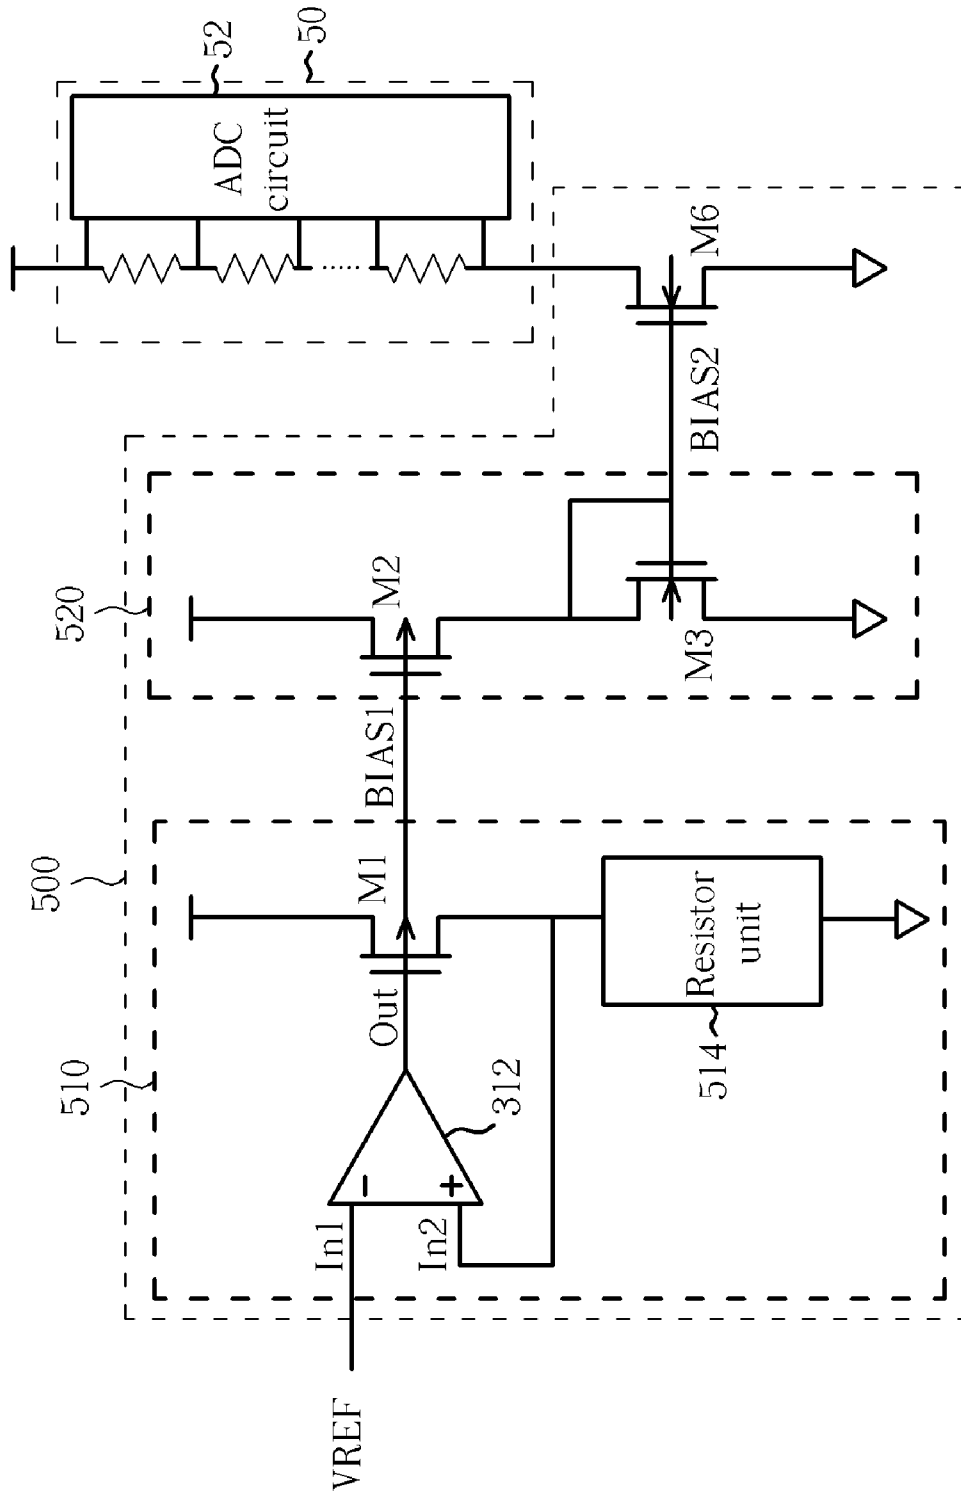 500
510
520
50
52
ADC
circuit
VREF
In1
In2
312
Out
M1
BIAS1
M2
Resistor
unit
514
M3
BIAS2
M6